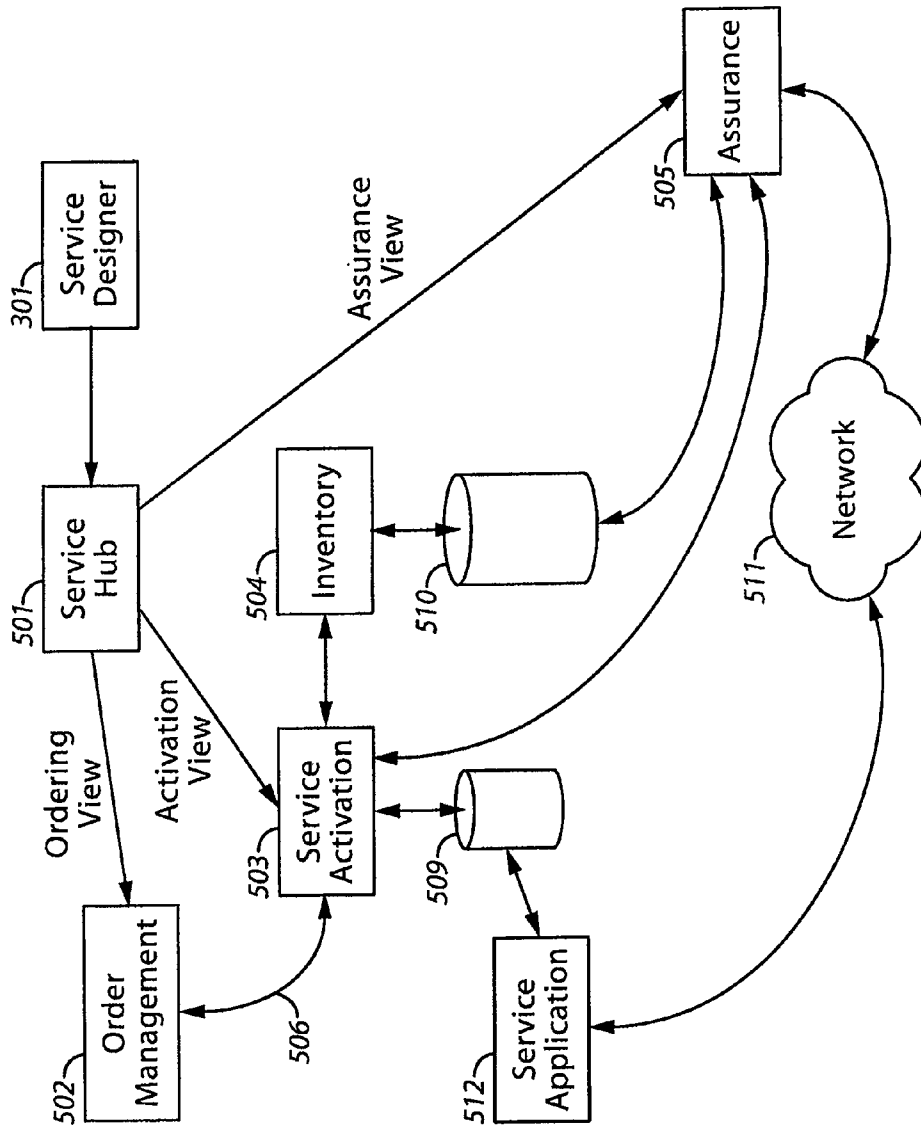 301
Service
Designer
501
Service
Hub
Ordering
View
Activation
View
Assurance
View
502
Order
Management
506
503
Service
Activation
504
Inventory
505
Assurance
509
510
512
Service
Application
511
Network